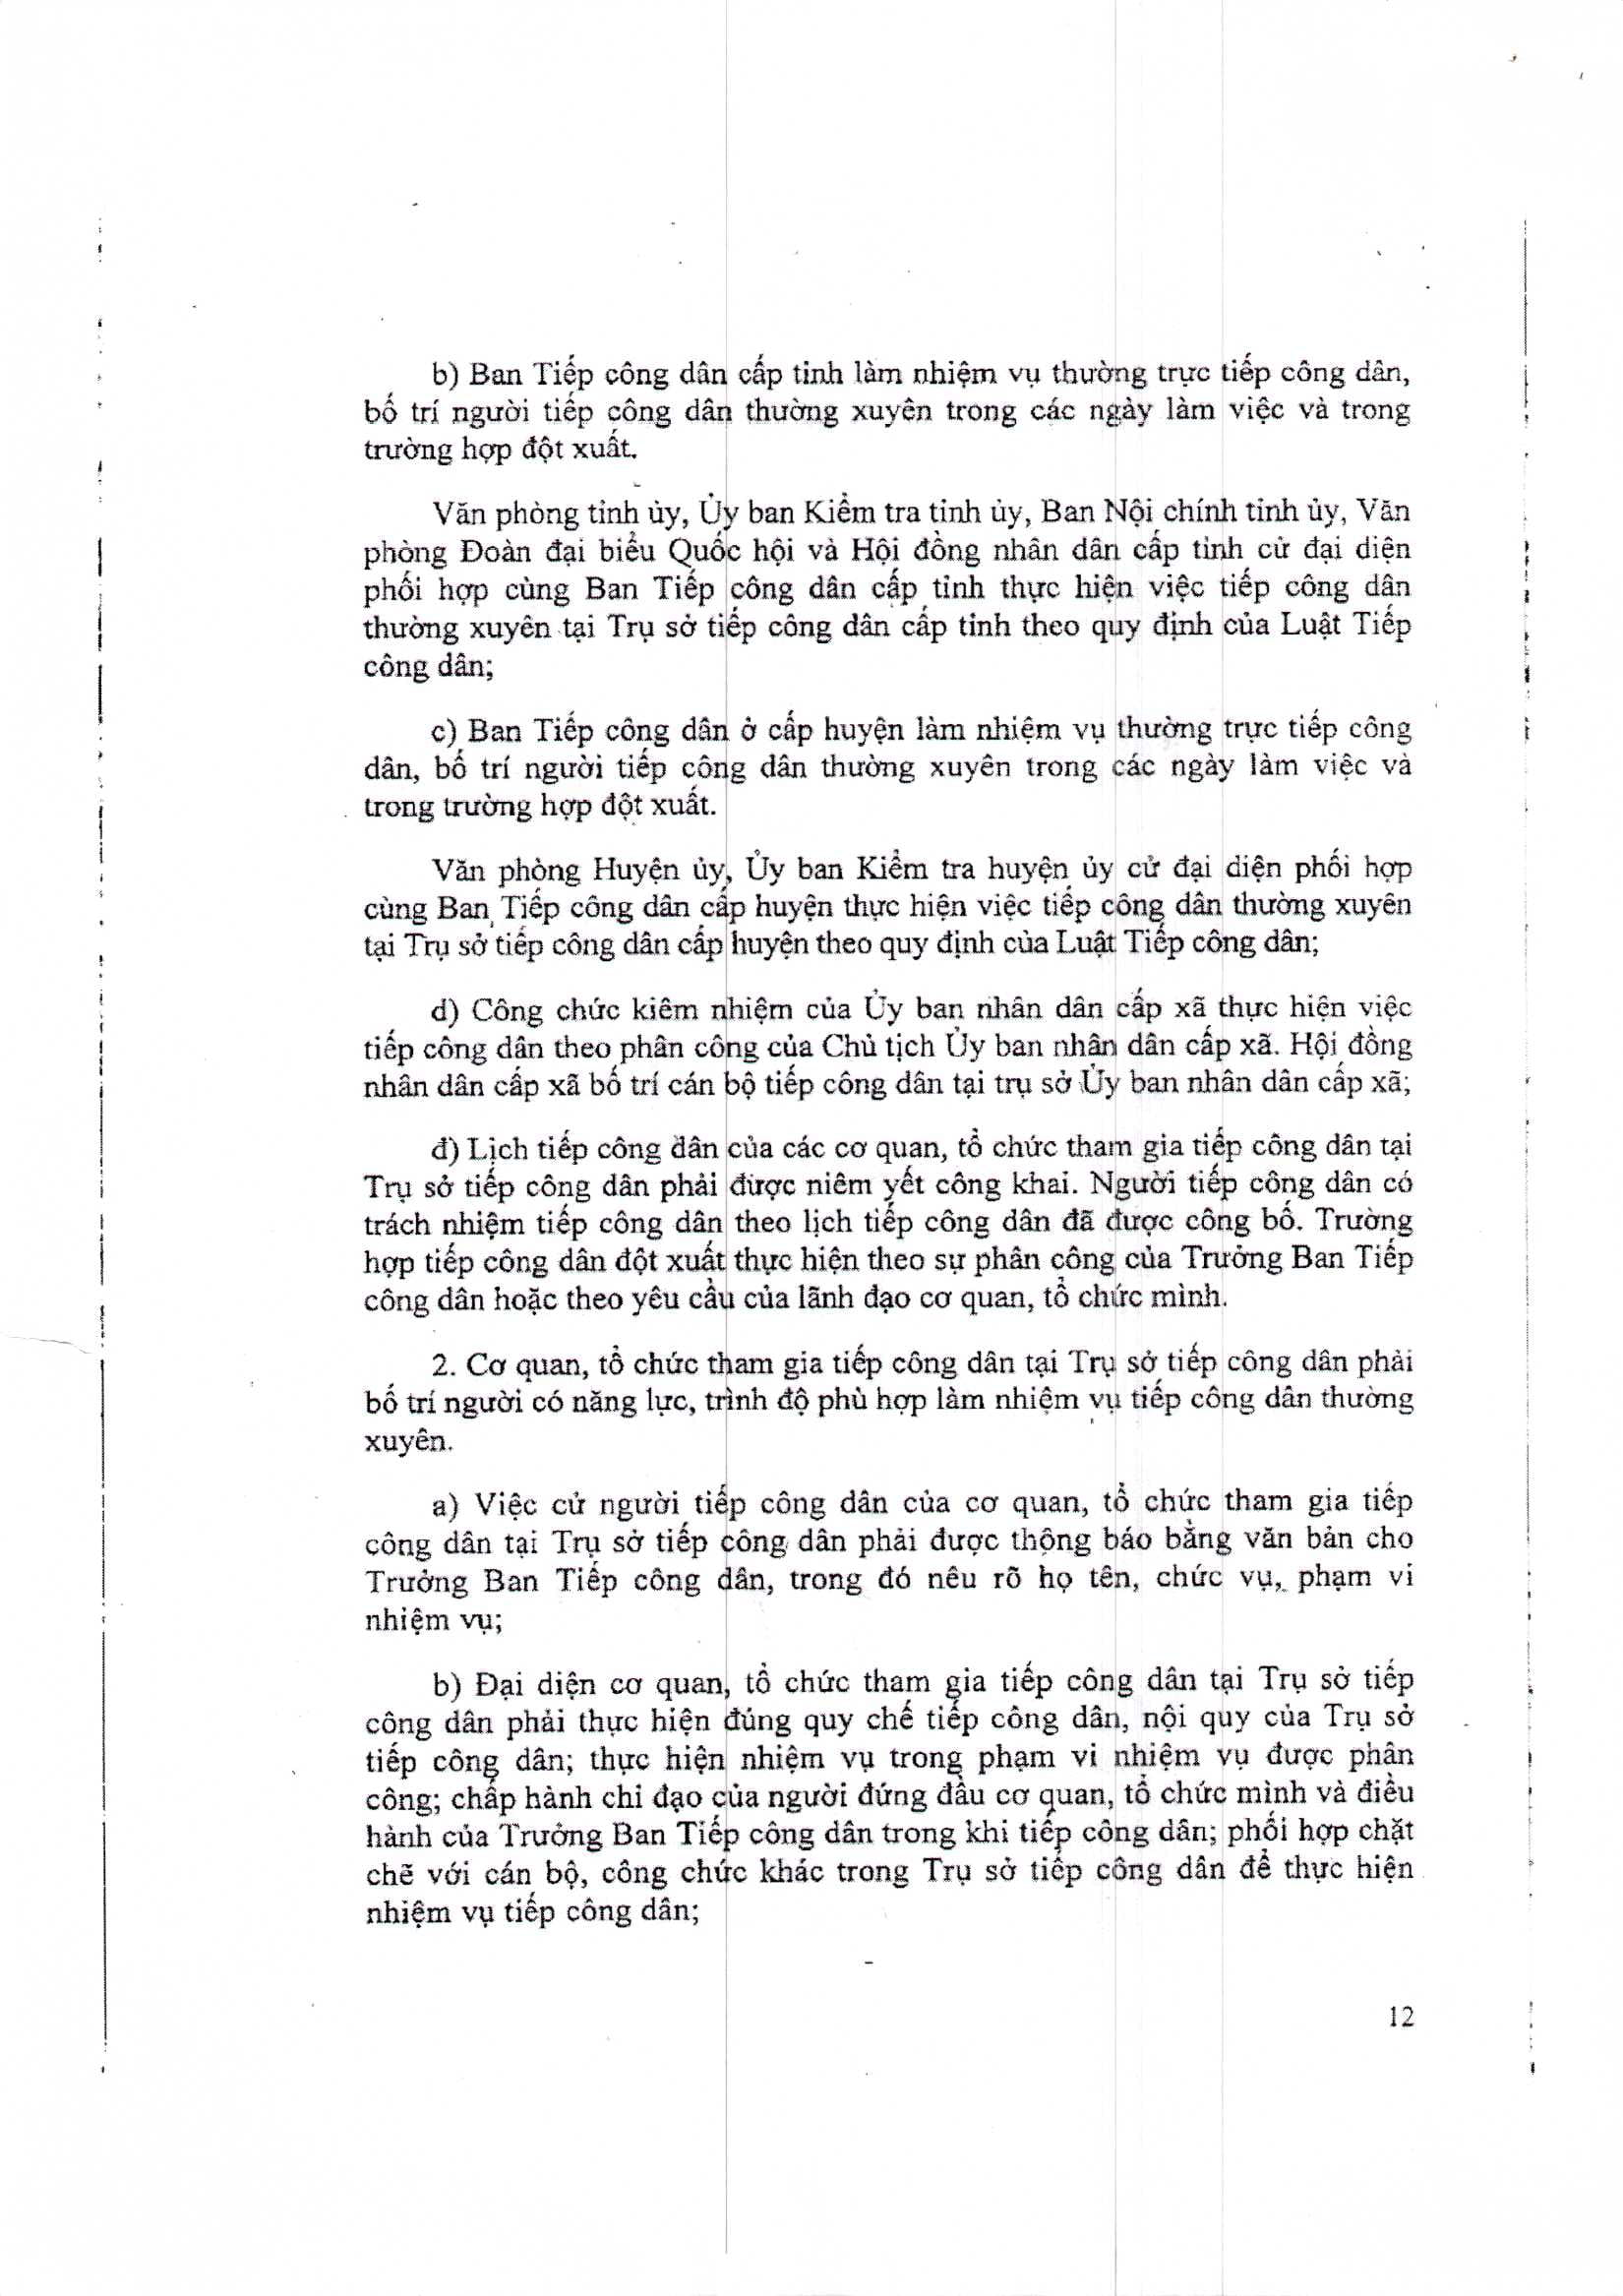 b) Ban Tiếp công dân cấp tỉnh làm nhiệm vụ thường trực tiếp công dân,
bố trí người tiếp công dân thường xuyên trong các ngày làm việc và trong
trường hợp đột xuất.
Văn phòng tỉnh ủy, Ủy ban Kiểm tra tỉnh ủy, Ban Nội chính tỉnh ủy, Văn
phòng Đoàn đại biểu Quốc hội và Hội đồng nhân dân cấp tỉnh cử đại diện
phối hợp cùng Ban Tiếp công dân cấp tỉnh thực hiện việc tiếp công dân
thường xuyên tại Trụ sở tiếp công dân cấp tỉnh theo quy định của Luật Tiếp
công dân;
c) Ban Tiếp công dân ở cấp huyện làm nhiệm vụ thường trực tiếp công
dân, bố trí người tiếp công dân thường xuyên trong các ngày làm việc và
trong trường hợp đột xuất.
Văn phòng Huyện ủy, Ủy ban Kiểm tra huyện ủy cử đại diện phối hợp
cùng Ban Tiếp công dân cấp huyện thực hiện việc tiếp công dân thường xuyên
tại Trụ sở tiếp công dân cấp huyện theo quy định của Luật Tiếp công dân;
d) Công chức kiêm nhiệm của Ủy ban nhân dân cấp xã thực hiện việc
tiếp công dân theo phân công của Chủ tịch Ủy ban nhân dân cấp xã. Hội đồng
nhân dân cấp xã bố trí cán bộ tiếp công dân tại trụ sở Ủy ban nhân dân cấp xã;
đ) Lịch tiếp công dân của các cơ quan, tổ chức tham gia tiếp công dân tại
Trụ sở tiếp công dân phải được niêm yết công khai. Người tiếp công dân có
trách nhiệm tiếp công dân theo lịch tiếp công dân đã được công bố. Trường
hợp tiếp công dân đột xuất thực hiện theo sự phân công của Trưởng Ban Tiếp
công dân hoặc theo yêu cầu của lãnh đạo cơ quan, tổ chức mình.
2. Cơ quan, tổ chức tham gia tiếp công dân tại Trụ sở tiếp công dân phải
bố trí người có năng lực, trình độ phù hợp làm nhiệm vụ tiếp công dân thường
xuyên.
a) Việc cử người tiếp công dân của cơ quan, tổ chức tham gia tiếp
công dân tại Trụ sở tiếp công dân phải được thông báo bằng văn bản cho
Trưởng Ban Tiếp công dân, trong đó nêu rõ họ tên, chức vụ, phạm vi
nhiệm vụ;
b) Đại diện cơ quan, tổ chức tham gia tiếp công dân tại Trụ sở tiếp
công dân phải thực hiện đúng quy chế tiếp công dân, nội quy của Trụ sở
tiếp công dân; thực hiện nhiệm vụ trong phạm vi nhiệm vụ được phân
công; chấp hành chỉ đạo của người đứng đầu cơ quan, tổ chức mình và điều
hành của Trưởng Ban Tiếp công dân trong khi tiếp công dân; phối hợp chặt
chẽ với cán bộ, công chức khác trong Trụ sở tiếp công dân để thực hiện
nhiệm vụ tiếp công dân;
12